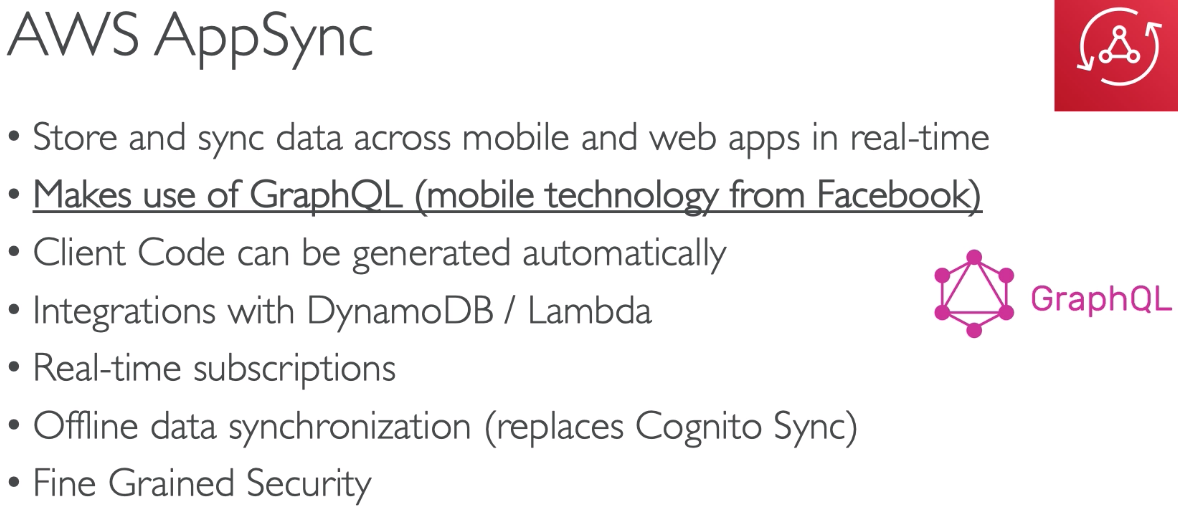 AWS AppSync
• Store and sync data across mobile and web apps in real-time
• Makes use of GraphQL (mobile technology from Facebook)
• Client Code can be generated automatically
• Integrations with DynamoDB / Lambda
GraphQL
• Real-time subscriptions
• Offline data synchronization (replaces Cognito Sync)
• Fine Grained Security